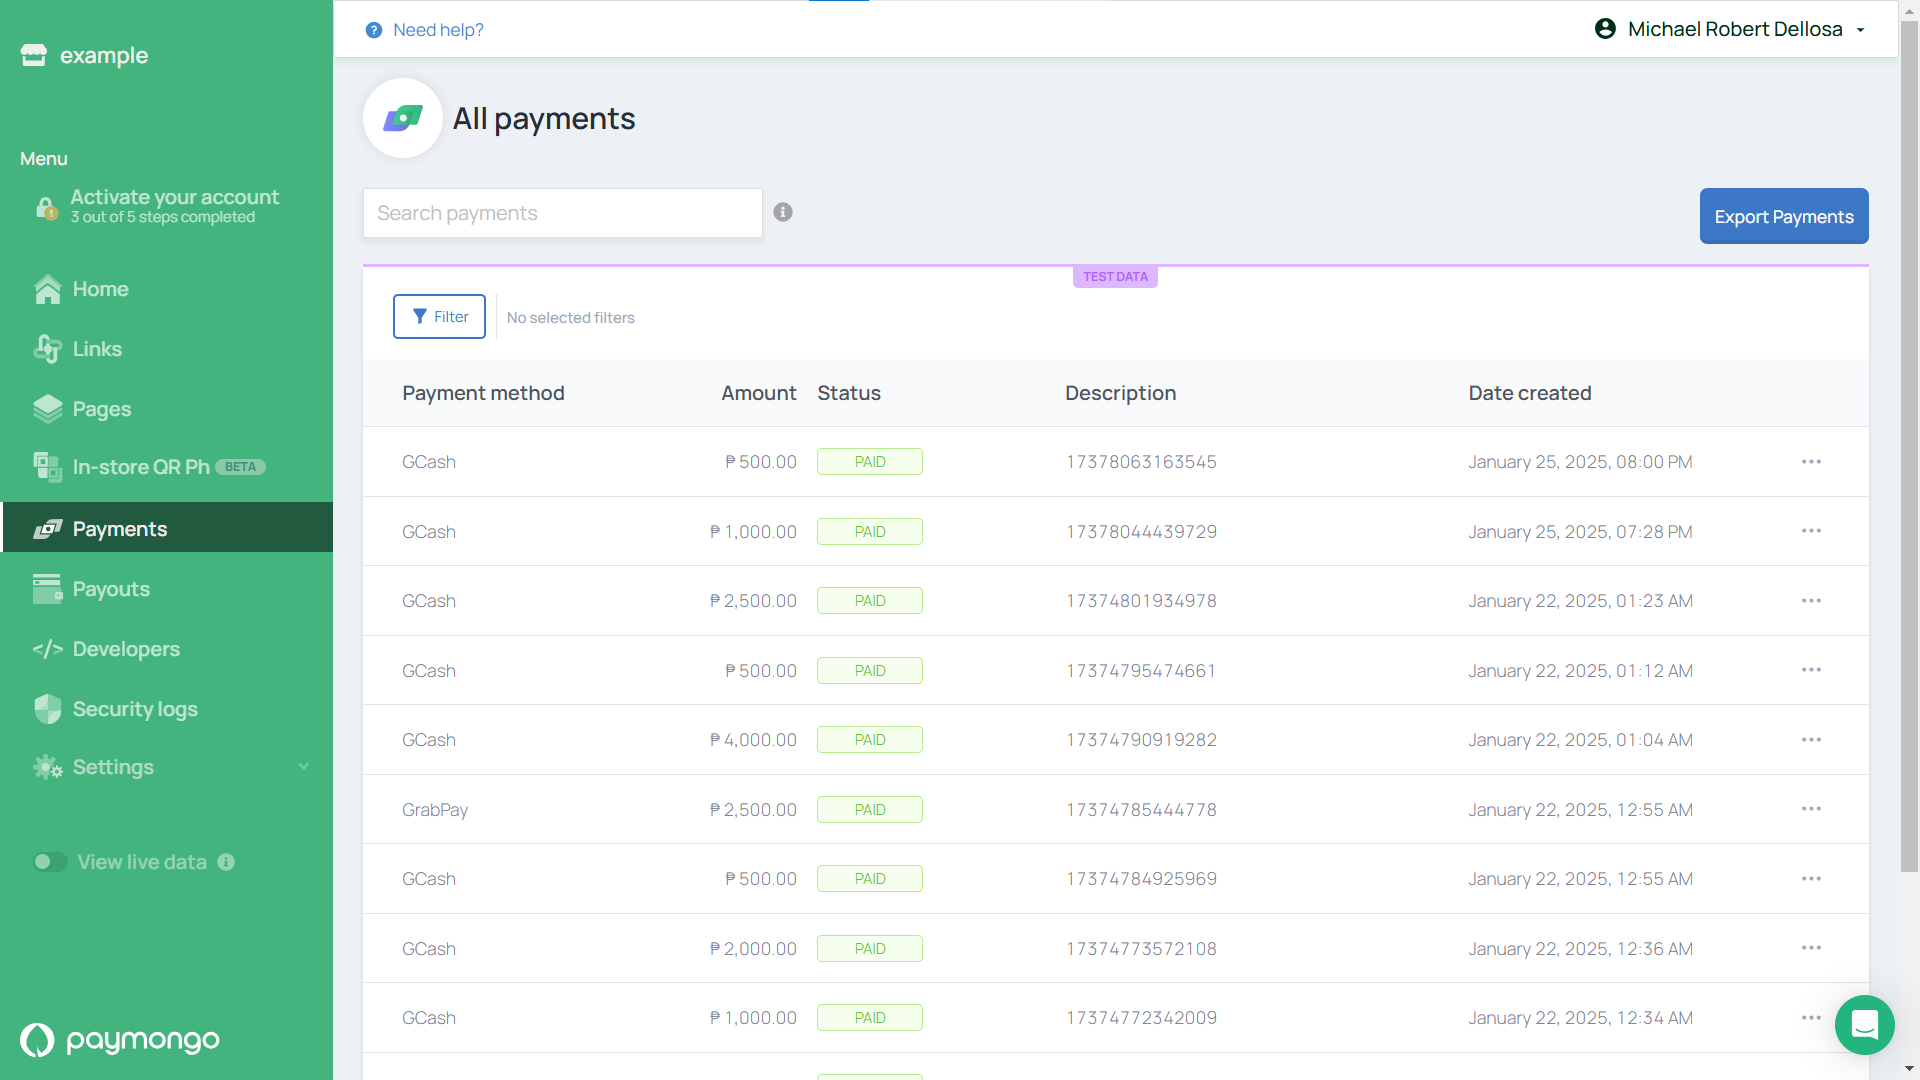 example
Menu
Activate your account
3 out of 5 steps completed
Home
Links
Pages
In-store QR Ph BETA
Payments
Payouts
Developers
Security logs
Settings
View live data
paymongo
Need help?
Michael Robert Dellosa
All payments
Search payments
Export Payments
TEST DATA
Filter No selected filters
Payment method Amount Status Description Date created
GCash ₱ 500.00 PAID 17378063163545 January 25, 2025, 08:00 PM
GCash ₱ 1,000.00 PAID 17378044439729 January 25, 2025, 07:28 PM
GCash ₱ 2,500.00 PAID 17374801934978 January 22, 2025, 01:23 AM
GCash ₱ 500.00 PAID 17374795474661 January 22, 2025, 01:12 AM
GCash ₱ 4,000.00 PAID 17374790919282 January 22, 2025, 01:04 AM
GrabPay ₱ 2,500.00 PAID 17374785444778 January 22, 2025, 12:55 AM
GCash ₱ 500.00 PAID 17374784925969 January 22, 2025, 12:55 AM
GCash ₱ 2,000.00 PAID 17374773572108 January 22, 2025, 12:36 AM
GCash ₱ 1,000.00 PAID 17374772342009 January 22, 2025, 12:34 AM